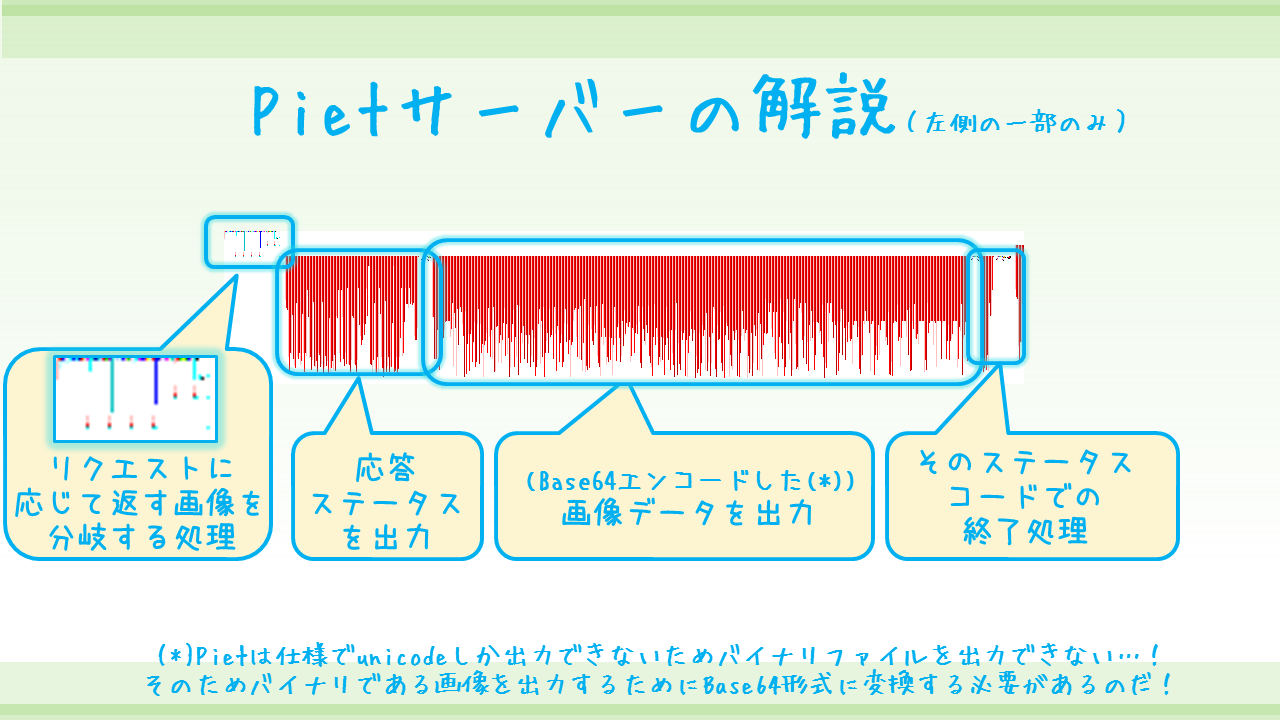 Pietサーバーの解説(左側の一部のみ)
リクエストに
応じて返す画像を
分岐する処理
応答
ステータス
を出力
(Base64エンコードした(*))
画像データを出力
そのステータス
コードでの
終了処理
(*)Pietは仕様でunicodeしか出力できないためバイナリファイルを出力できない…！
そのためバイナリである画像を出力するためにBase64形式に変換する必要があるのだ！